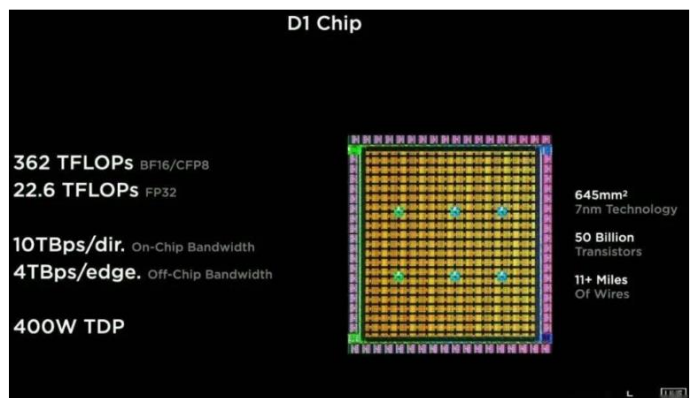 D1 Chip
362 TFLOPs BF16/CFP8
22.6 TFLOPs FP32
10TBps/dir. On-Chip Bandwidth
4TBps/edge. Off-Chip Bandwidth
400W TDP
645mm²
7nm Technology
50 Billion
Transistors
11+ Miles
Of Wires